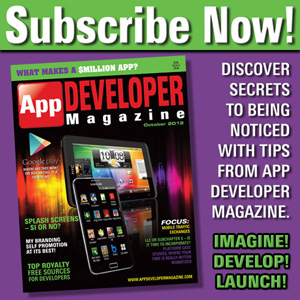 Subscribe Now!
WHAT MAKES A $MILLION APP?
App DEVELOPER
Magazine
October 2012
Google play
SPLASH SCREENS
- SI OR NO?
MY BRANDING
SELF PROMOTION
AT ITS BEST!
TOP ROYALTY
FREE SOURCES
FOR DEVELOPERS
FOCUS:
MOBILE TRAFFIC
EXCHANGES
WWW.APPDEVELOPERMAGAZINE.COM
DISCOVER
SECRETS
TO BEING
NOTICED
WITH TIPS
FROM APP
DEVELOPER
MAGAZINE.
IMAGINE!
DEVELOP!
LAUNCH!